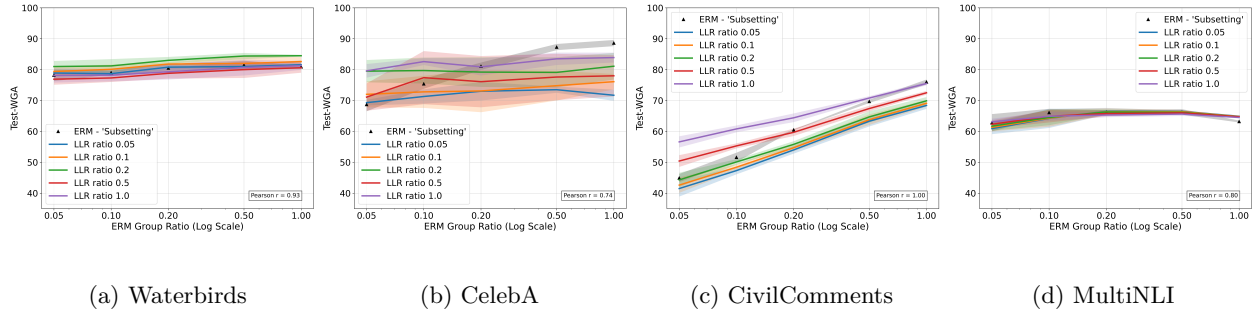 Test-WGA
90
80
70
60
50
40
ERM - 'Subsetting'
LLR ratio 0.05
LLR ratio 0.1
LLR ratio 0.2
LLR ratio 0.5
LLR ratio 1.0
Pearson r = 0.93
0.05 0.10 0.20 0.50 1.00
ERM Group Ratio (Log Scale)
(a) Waterbirds
Test-WGA
90
80
70
60
50
40
ERM - 'Subsetting'
LLR ratio 0.05
LLR ratio 0.1
LLR ratio 0.2
LLR ratio 0.5
LLR ratio 1.0
Pearson r = 0.74
0.05 0.10 0.20 0.50 1.00
ERM Group Ratio (Log Scale)
(b) CelebA
Test-WGA
90
80
70
60
50
40
ERM - 'Subsetting'
LLR ratio 0.05
LLR ratio 0.1
LLR ratio 0.2
LLR ratio 0.5
LLR ratio 1.0
Pearson r = 1.00
0.05 0.10 0.20 0.50 1.00
ERM Group Ratio (Log Scale)
(c) CivilComments
Test-WGA
90
80
70
60
50
40
ERM - 'Subsetting'
LLR ratio 0.05
LLR ratio 0.1
LLR ratio 0.2
LLR ratio 0.5
LLR ratio 1.0
Pearson r = 0.80
0.05 0.10 0.20 0.50 1.00
ERM Group Ratio (Log Scale)
(d) MultiNLI